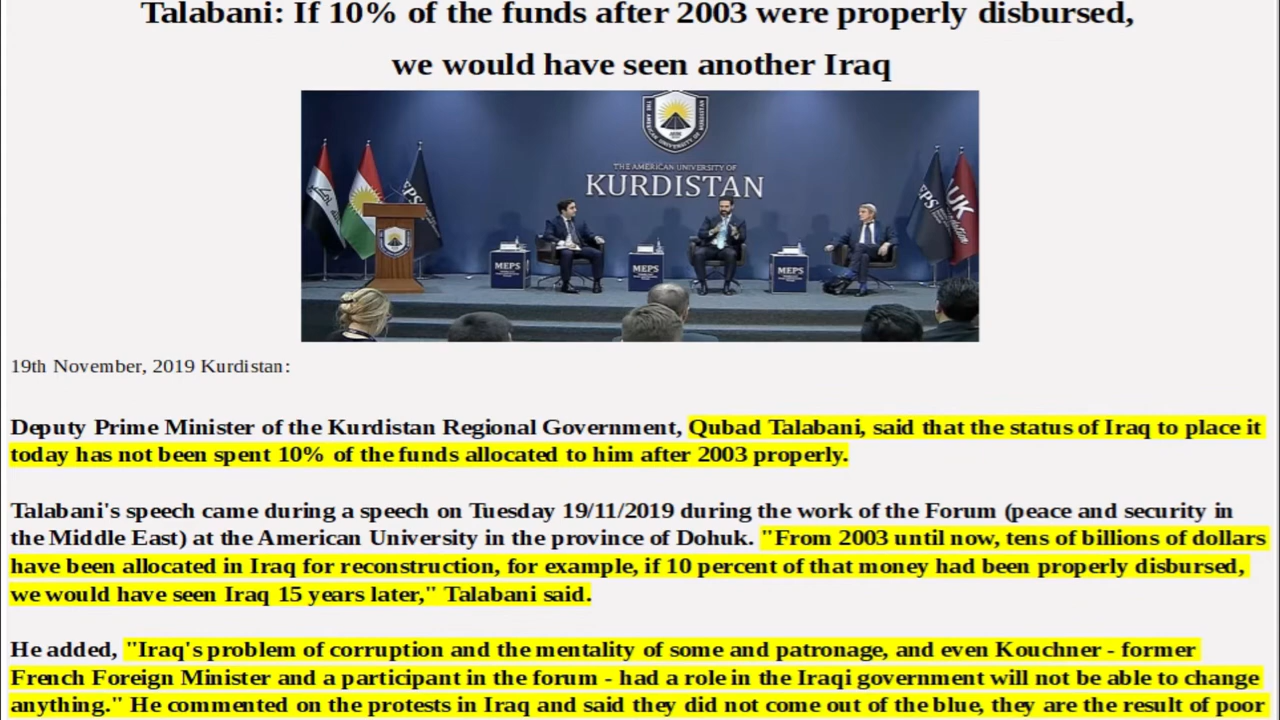 Talabani: If 10% of the funds after 2003 were properly disbursed,
we would have seen another Iraq
THE AMERICAN UNIVERSITY OF KURDISTAN
THE AMERICAN UNIVERSITY OF
KURDISTAN
EPS
EPS
UK
MEPS
MEPS
MEPS
19th November, 2019 Kurdistan:
Deputy Prime Minister of the Kurdistan Regional Government, Qubad Talabani, said that the status of Iraq to place it
today has not been spent 10% of the funds allocated to him after 2003 properly.
Talabani's speech came during a speech on Tuesday 19/11/2019 during the work of the Forum (peace and security in
the Middle East) at the American University in the province of Dohuk. "From 2003 until now, tens of billions of dollars
have been allocated in Iraq for reconstruction, for example, if 10 percent of that money had been properly disbursed,
we would have seen Iraq 15 years later," Talabani said.
He added, "Iraq's problem of corruption and the mentality of some and patronage, and even Kouchner - former
French Foreign Minister and a participant in the forum - had a role in the Iraqi government will not be able to change
anything." He commented on the protests in Iraq and said they did not come out of the blue, they are the result of poor